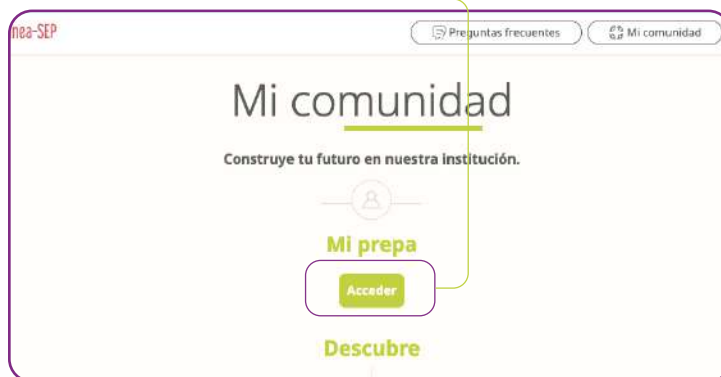 nea-SEP
Preguntas frecuentes
Mi comunidad
Mi comunidad
Construye tu futuro en nuestra institución.
Mi prepa
Acceder
Descubre